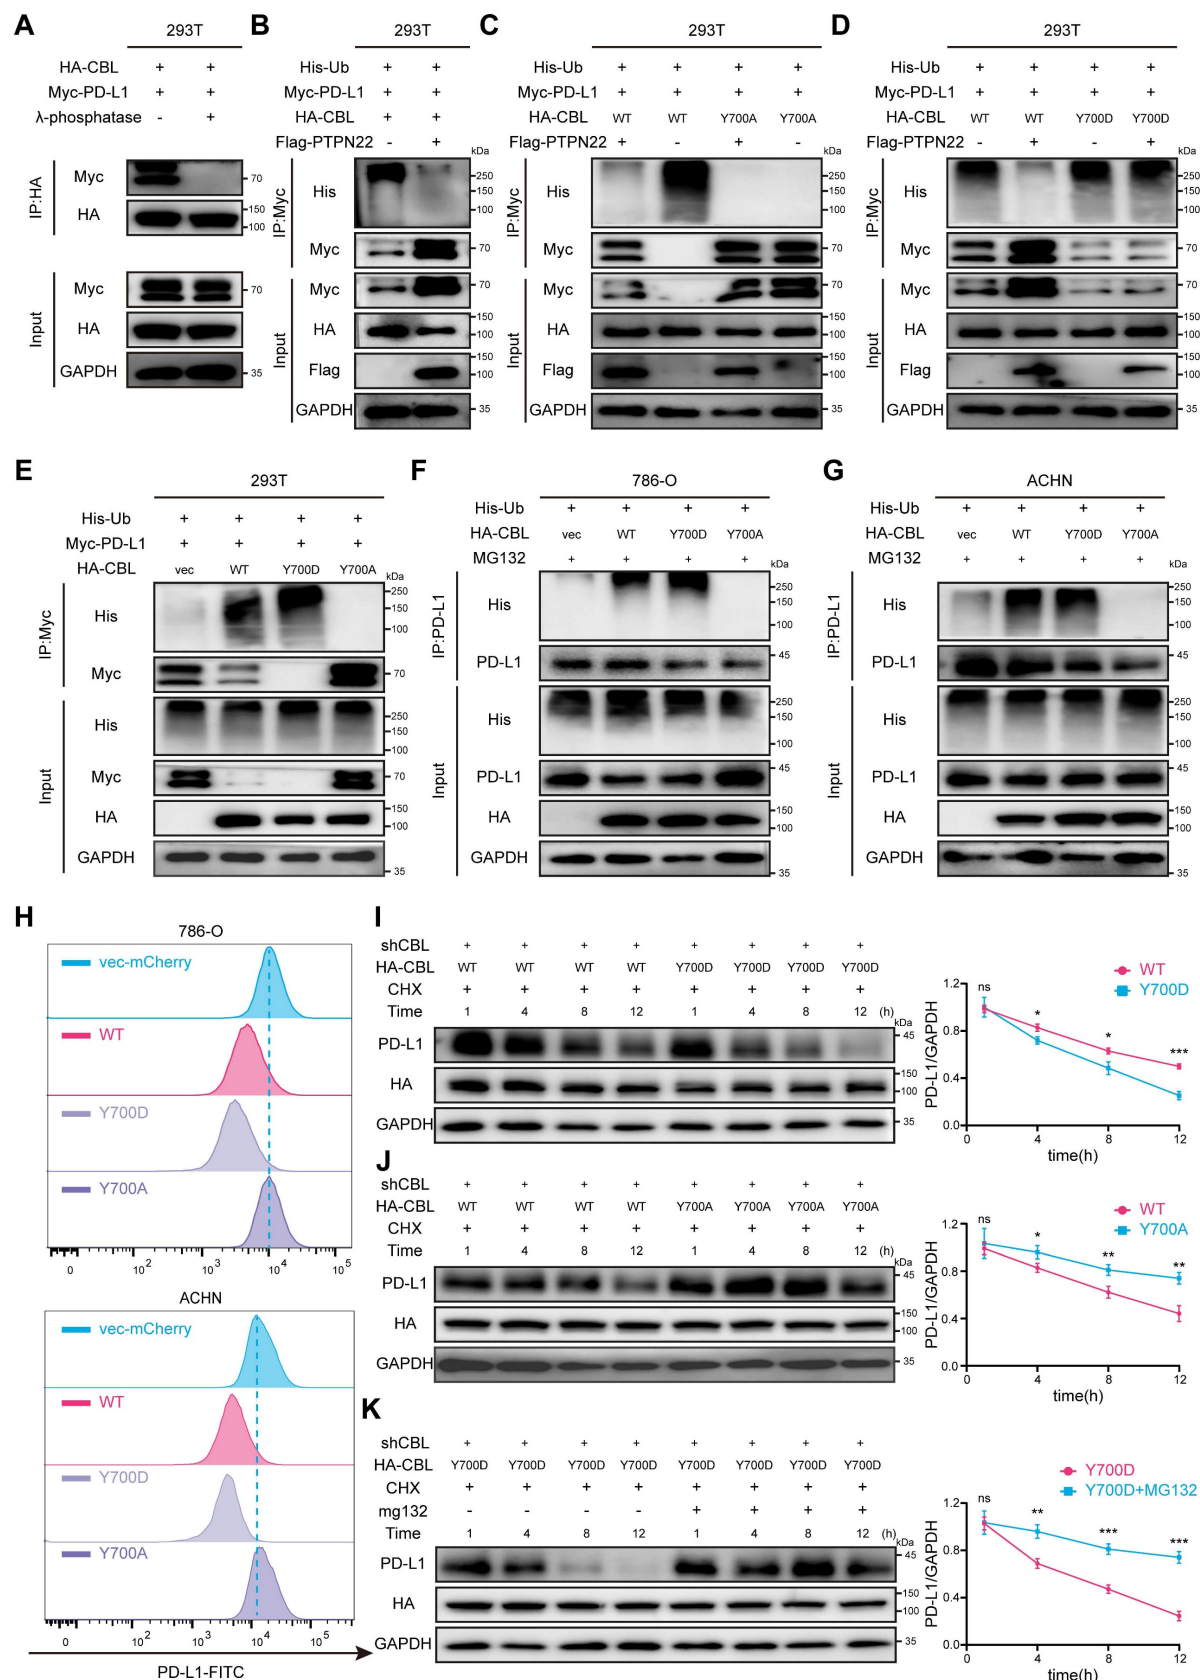 A
293T
HA-CBL + +
Myc-PD-L1 + +
λ-phosphatase - +
IP:HA
Myc 70
HA 150 100
Input
Myc 70
HA
GAPDH 35
B
293T
His-Ub + +
Myc-PD-L1 + +
HA-CBL + +
Flag-PTPN22 - +
kDa
IP:Myc
His 250 150 100
Myc 70
Input
Myc 70
HA 150 100
Flag 150 100
GAPDH 35
C
293T
His-Ub + + + +
Myc-PD-L1 + + + +
HA-CBL WT WT Y700A Y700A
Flag-PTPN22 + - + -
kDa
IP:Myc
His 250 150 100
Myc 70
Input
Myc 70
HA 150 100
Flag 150 100
GAPDH 35
D
293T
His-Ub + + + +
Myc-PD-L1 + + + +
HA-CBL WT WT Y700D Y700D
Flag-PTPN22 - + - +
kDa
IP:Myc
His 250 150 100
Myc 70
Input
Myc 70
HA 150 100
Flag 150 100
GAPDH 35
E
293T
His-Ub + + + +
Myc-PD-L1 + + + +
HA-CBL vec WT Y700D Y700A
kDa
IP:Myc
His 250 150 100
Myc 70
Input
His 250 150 100
Myc 70
HA 150 100
GAPDH 35
F
786-O
His-Ub + + + +
HA-CBL vec WT Y700D Y700A
MG132 + + + +
kDa
IP:PD-L1
His 250 150 100
PD-L1 45
Input
His 250 150 100
PD-L1 45
HA 150 100
GAPDH 35
G
ACHN
His-Ub + + + +
HA-CBL vec WT Y700D Y700A
MG132 + + + +
kDa
IP:PD-L1
His 250 150 100
PD-L1 45
Input
His 250 150 100
PD-L1 45
HA 150 100
GAPDH 35
H
786-O
vec-mCherry
WT
Y700D
Y700A
0 10² 10³ 10⁴ 10⁵
ACHN
vec-mCherry
WT
Y700D
Y700A
0 10² 10³ 10⁴ 10⁵
PD-L1-FITC
I
shCBL + + + + + + + +
HA-CBL WT WT WT WT Y700D Y700D Y700D Y700D
CHX + + + + + + + +
Time 1 4 8 12 1 4 8 12 (h)
kDa
PD-L1 45
HA 150 100
GAPDH 35
WT
Y700D
PD-L1/GAPDH
1.2
0.8
0.4
0.0
ns * * ***
0 4 8 12
time(h)
J
shCBL + + + + + + + +
HA-CBL WT WT WT WT Y700A Y700A Y700A Y700A
CHX + + + + + + + +
Time 1 4 8 12 1 4 8 12 (h)
kDa
PD-L1 45
HA 150 100
GAPDH 35
WT
Y700A
PD-L1/GAPDH
1.2
0.8
0.4
0.0
ns * ** **
0 4 8 12
time(h)
K
shCBL + + + + + + + +
HA-CBL Y700D Y700D Y700D Y700D Y700D Y700D Y700D Y700D
CHX + + + + + + + +
mg132 - - - - + + + +
Time 1 4 8 12 1 4 8 12 (h)
kDa
PD-L1 45
HA 150 100
GAPDH 35
Y700D
Y700D+MG132
PD-L1/GAPDH
1.2
0.8
0.4
0.0
ns ** *** ***
0 4 8 12
time(h)